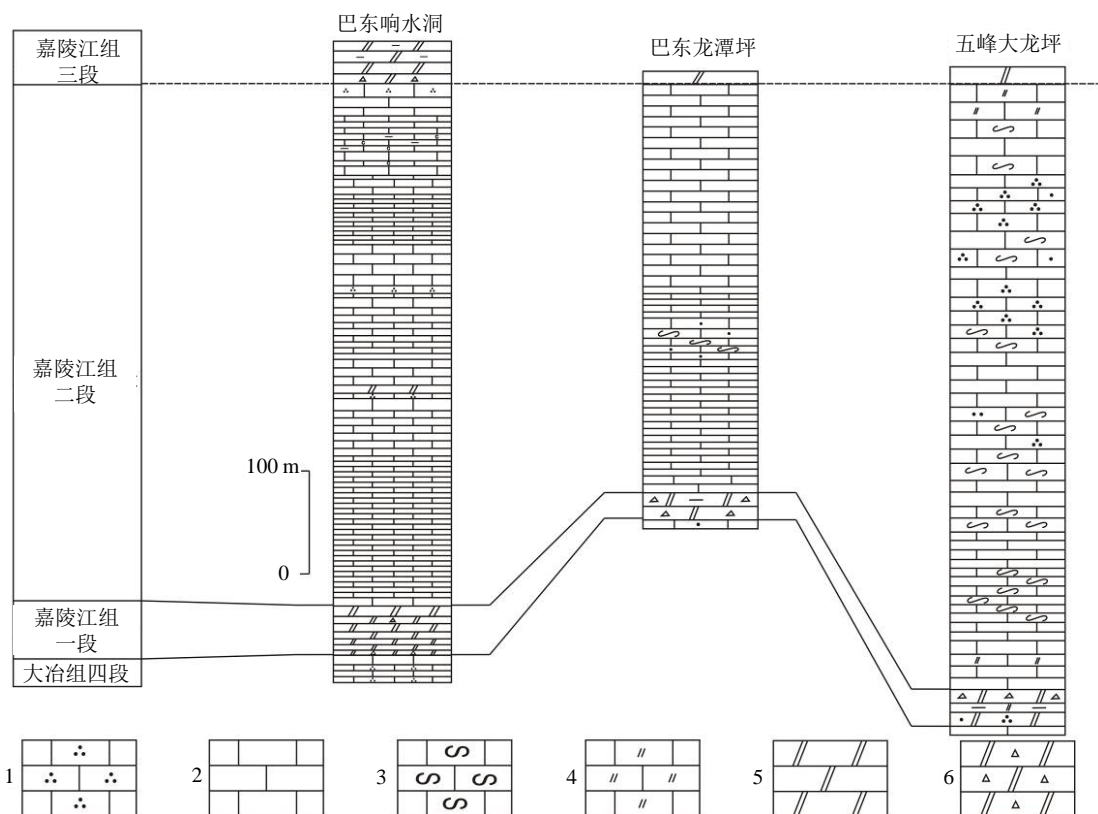 巴东响水洞
巴东龙潭坪
五峰大龙坪
嘉陵江组
三段
嘉陵江组
二段
100 m
0
嘉陵江组
一段
大冶组四段
1
2
3
4
5
6